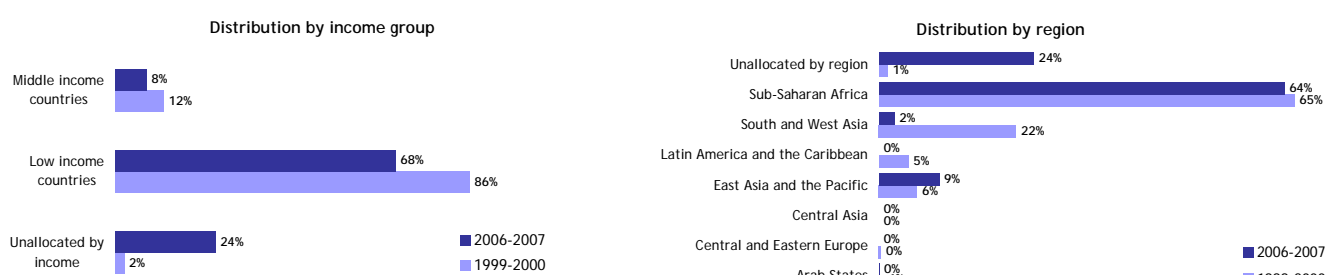 Distribution by income group
Middle income
countries
8%
12%
Low income
countries
68%
86%
Unallocated by
income
24%
2%
2006-2007
1999-2000
Distribution by region
Unallocated by region
24%
1%
Sub-Saharan Africa
64%
65%
South and West Asia
2%
22%
Latin America and the Caribbean
0%
5%
East Asia and the Pacific
9%
6%
Central Asia
0%
0%
Central and Eastern Europe
0%
0%
Arab States
0%
2006-2007